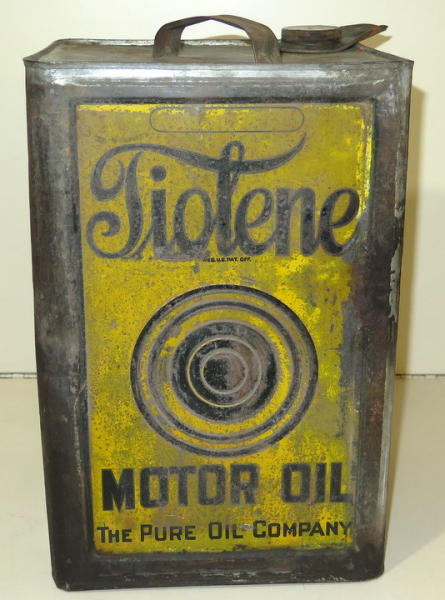 Tiolene
REG. U.S. PAT. OFF.
MOTOR OIL
THE PURE OIL COMPANY